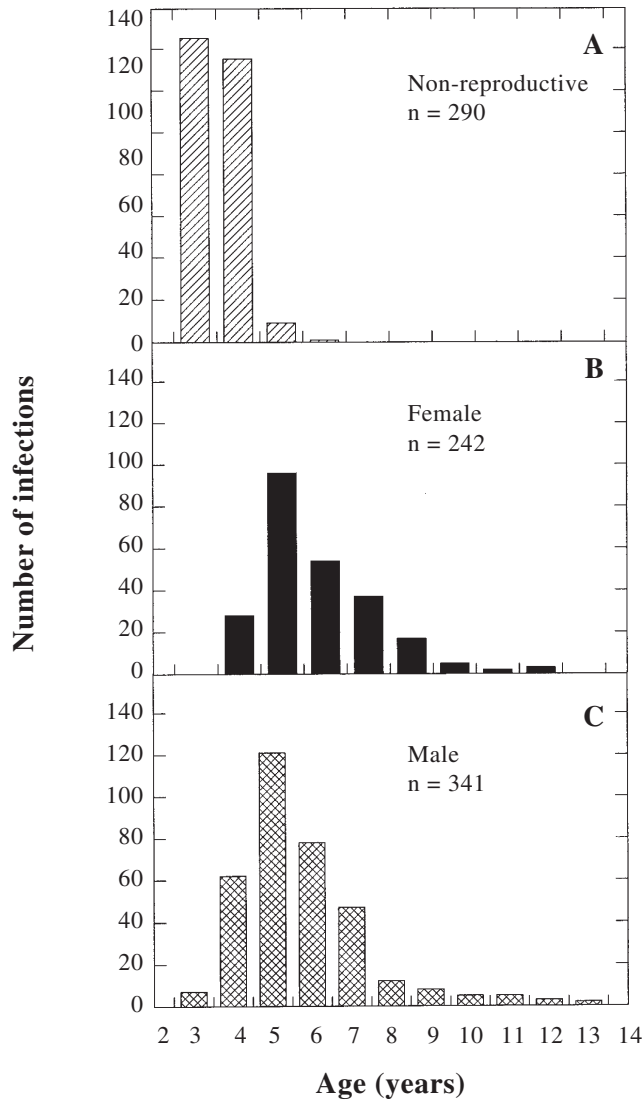 140
120
100
80
60
40
20
0
A
Non-reproductive
n = 290
140
120
100
80
60
40
20
0
B
Female
n = 242
Number of infections
140
120
100
80
60
40
20
0
C
Male
n = 341
2 3 4 5 6 7 8 9 10 11 12 13 14
Age (years)